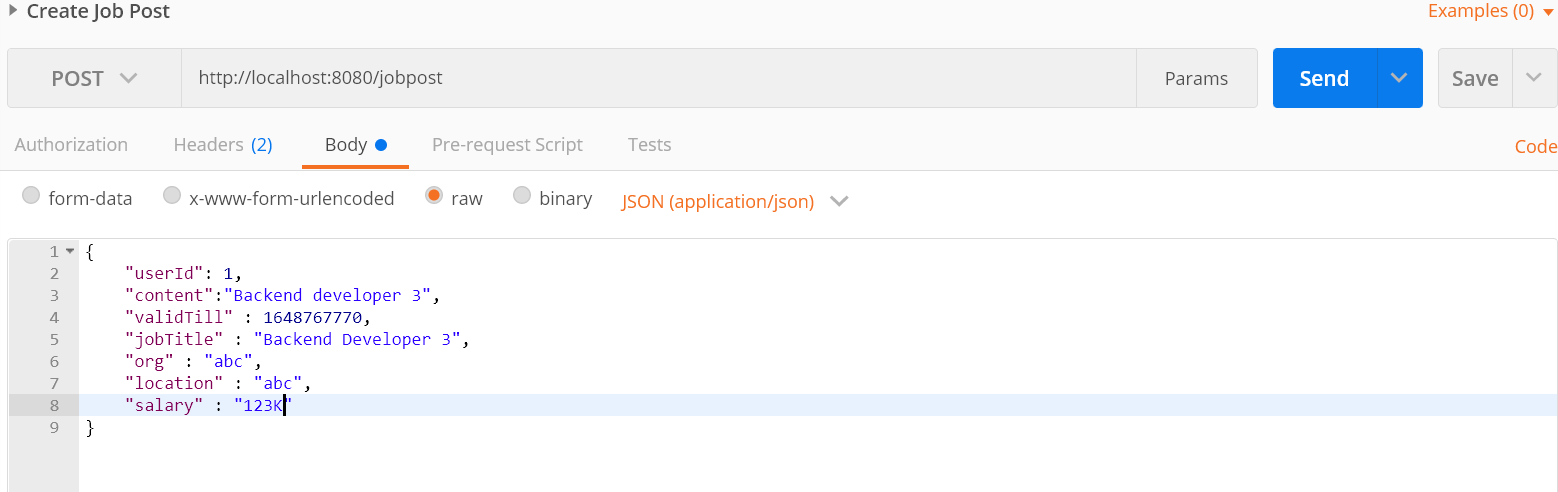 Create Job Post Examples (0)
POST http://localhost:8080/jobpost Params Send Save
Authorization Headers (2) Body Pre-request Script Tests Code
form-data x-www-form-urlencoded raw binary JSON (application/json)
1 {
2 "userId": 1,
3 "content":"Backend developer 3",
4 "validTill" : 1648767770,
5 "jobTitle" : "Backend Developer 3",
6 "org" : "abc",
7 "location" : "abc",
8 "salary" : "123K"
9 }